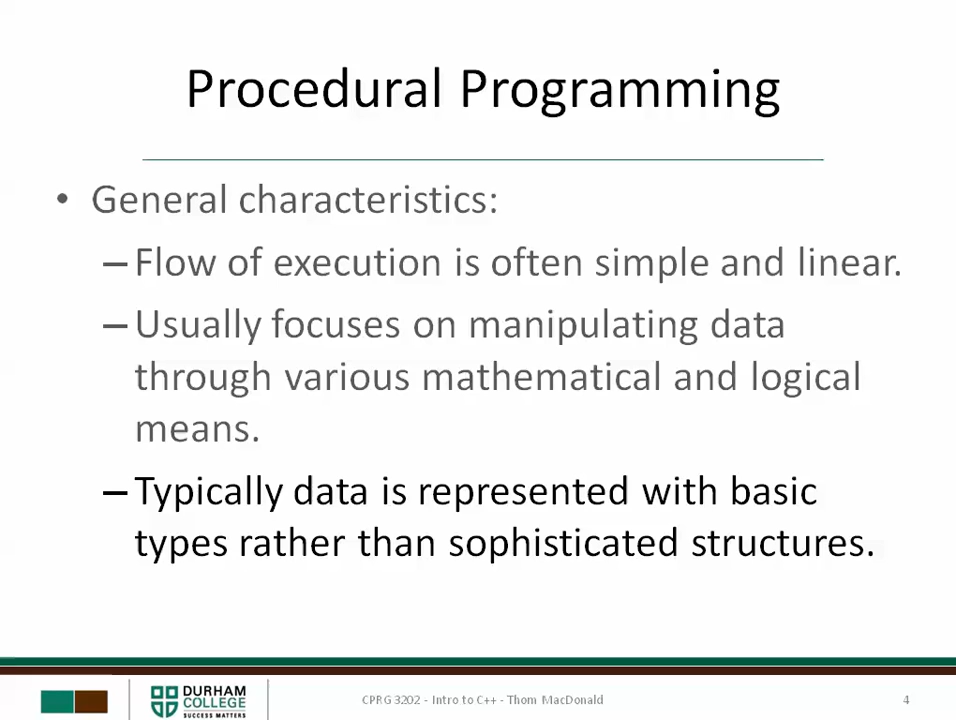 Procedural Programming
• General characteristics:
– Flow of execution is often simple and linear.
– Usually focuses on manipulating data
through various mathematical and logical
means.
– Typically data is represented with basic
types rather than sophisticated structures.
DURHAM
COLLEGE
SUCCESS MATTERS
CPRG 3202 - Intro to C++ - Thom MacDonald
4